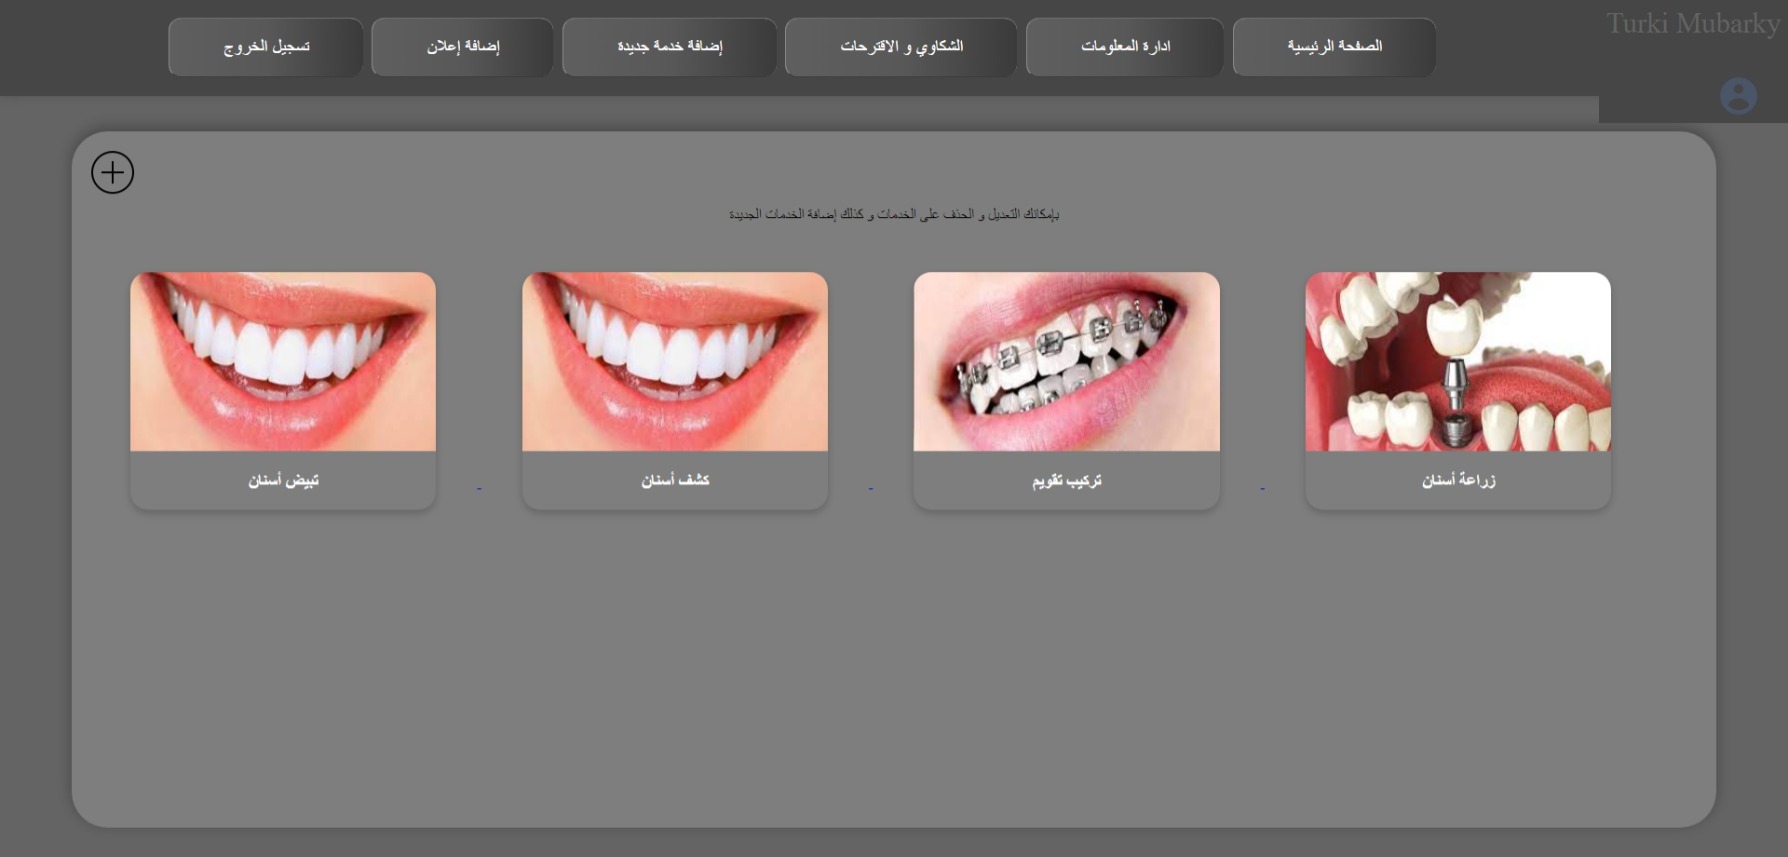 Turki Mubarky
الصفحة الرئيسية
ادارة المعلومات
الشكاوي و الاقترحات
إضافة خدمة جديدة
إضافة إعلان
تسجيل الخروج
بإمكانك التعديل و الحذف على الخدمات و كذلك إضافة الخدمات الجديدة
زراعة أسنان
تركيب تقويم
كشف أسنان
تبيض أسنان